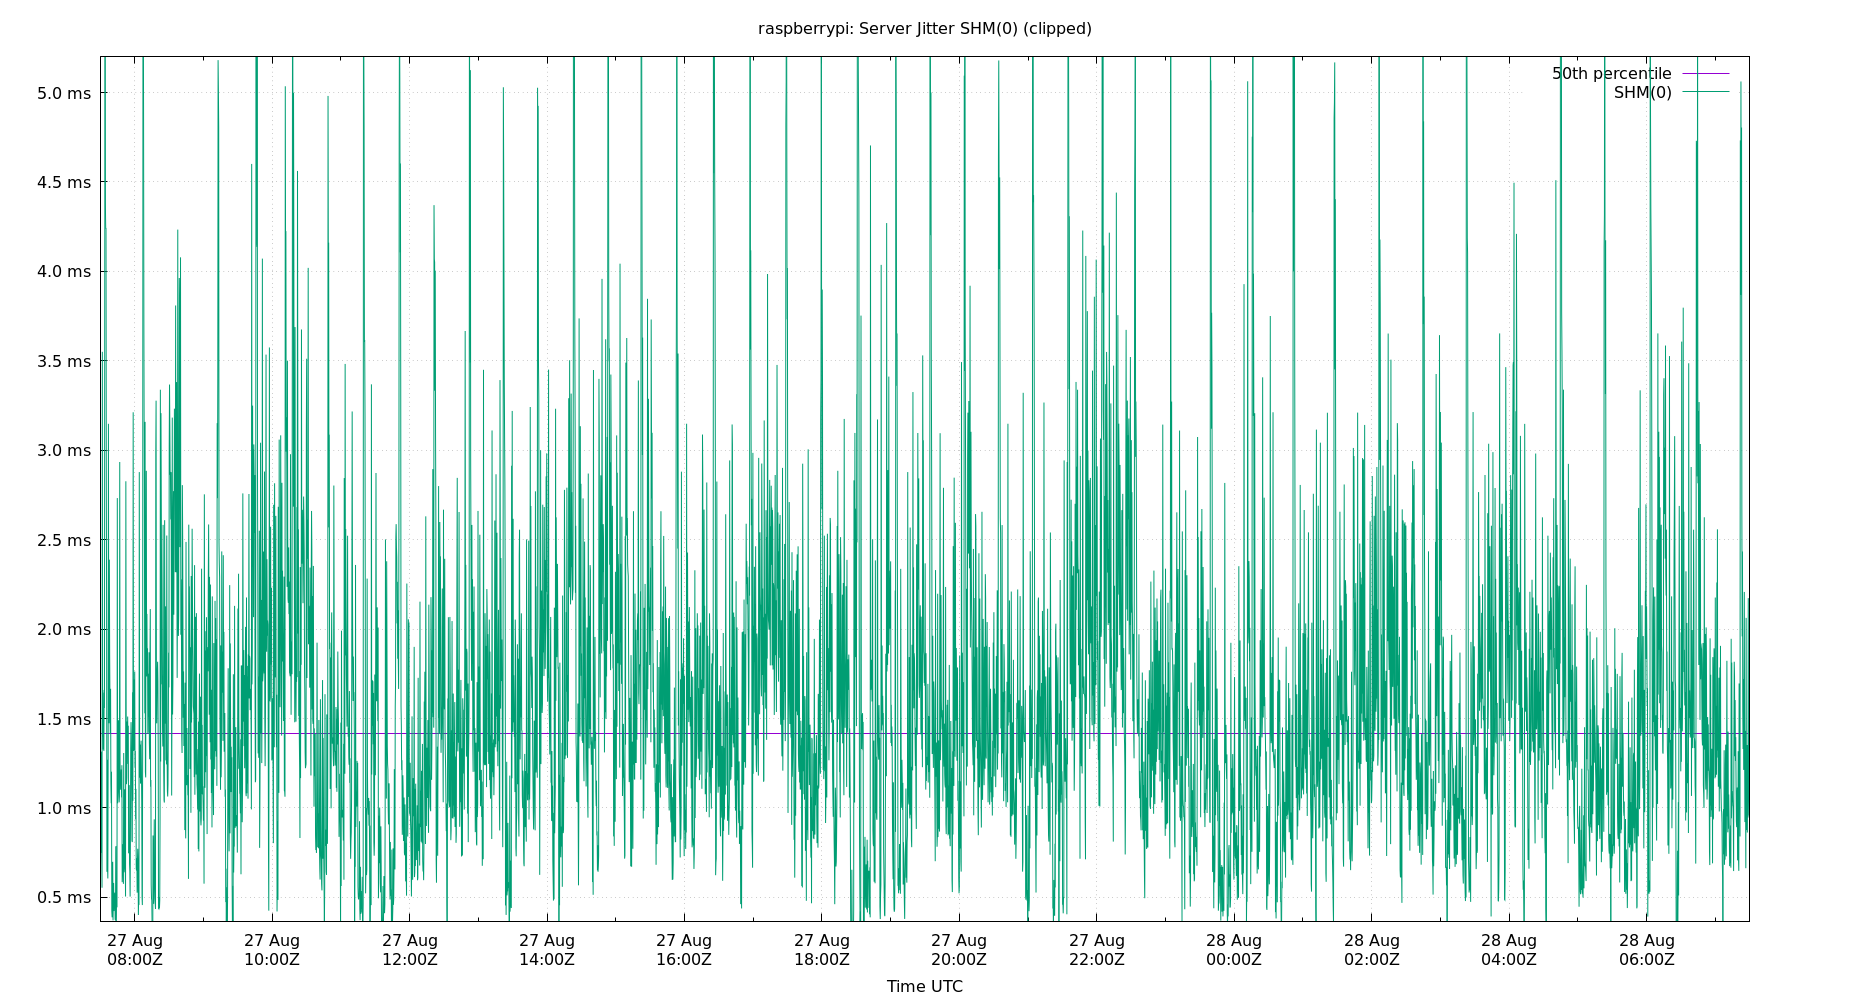 raspberrypi: Server Jitter SHM(0) (clipped)
50th percentile
SHM(0)
5.0 ms
4.5 ms
4.0 ms
3.5 ms
3.0 ms
2.5 ms
2.0 ms
1.5 ms
1.0 ms
0.5 ms
27 Aug 27 Aug 27 Aug 27 Aug 27 Aug 27 Aug 27 Aug 27 Aug 28 Aug 28 Aug 28 Aug 28 Aug
08:00Z 10:00Z 12:00Z 14:00Z 16:00Z 18:00Z 20:00Z 22:00Z 00:00Z 02:00Z 04:00Z 06:00Z
Time UTC